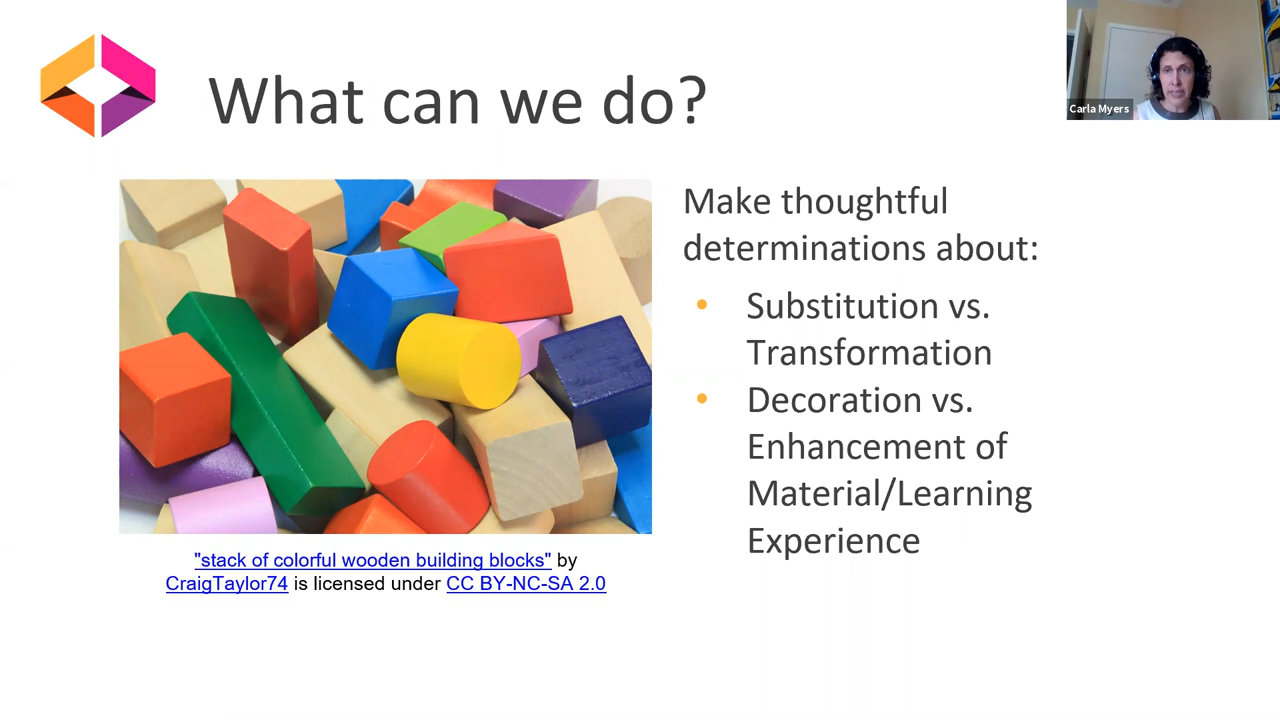 What can we do?
Carla Myers
Make thoughtful
determinations about:
• Substitution vs.
Transformation
• Decoration vs.
Enhancement of
Material/Learning
Experience
"stack of colorful wooden building blocks" by
CraigTaylor74 is licensed under CC BY-NC-SA 2.0